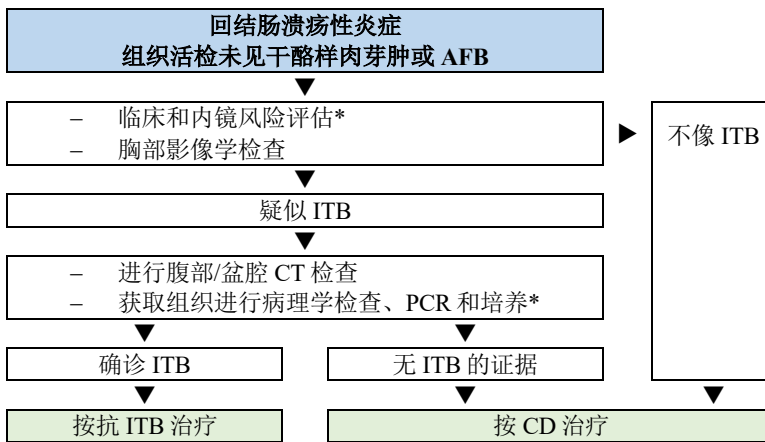 回结肠溃疡性炎症
组织活检未见干酪样肉芽肿或 AFB
– 临床和内镜风险评估*
– 胸部影像学检查
不像 ITB
疑似 ITB
– 进行腹部/盆腔 CT 检查
– 获取组织进行病理学检查、PCR 和培养*
确诊 ITB
无 ITB 的证据
按抗 ITB 治疗
按 CD 治疗